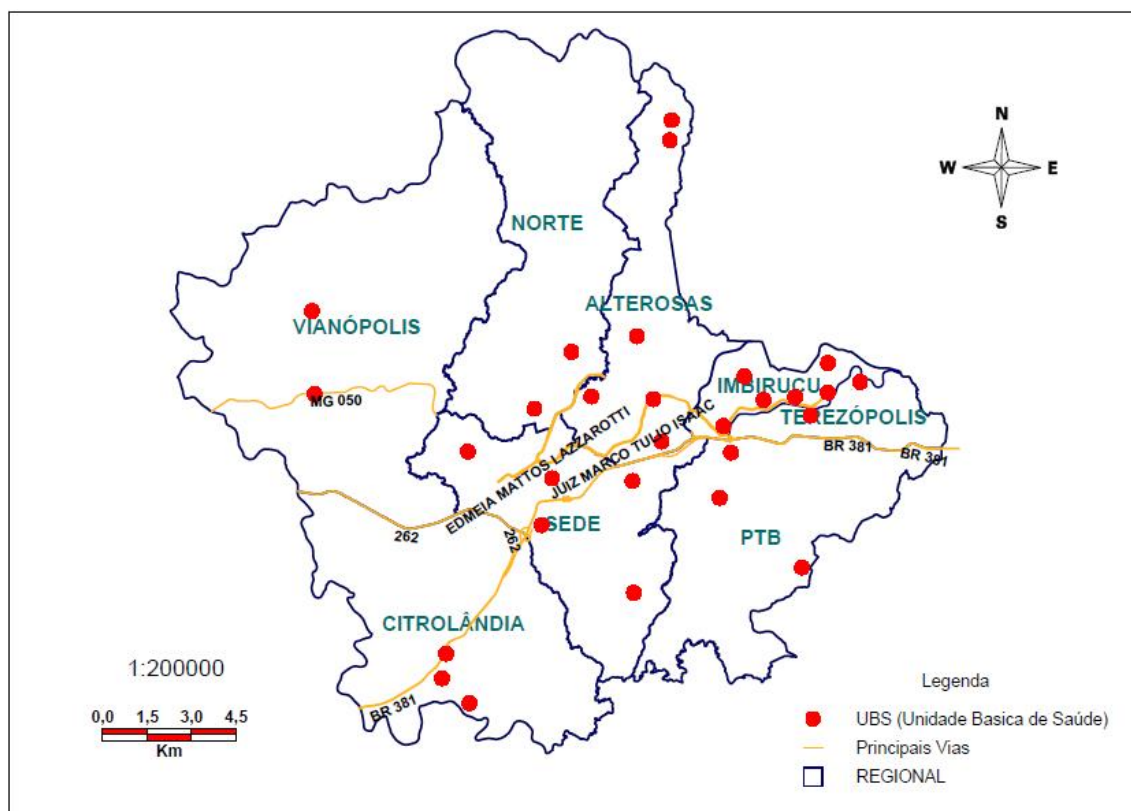 N
W
E
S
NORTE
ALTEROSAS
VIANÓPOLIS
MG 050
IMBIRUCU
TEREZÓPOLIS
BR 381
BR 381
EDMEIA MATTOS LAZZAROTTI
JUIZ MARCO TULIO ISAAC
262
262
SEDE
PTB
CITROLÂNDIA
BR 381
1:200000
0,0 1,5 3,0 4,5
Km
Legenda
UBS (Unidade Basica de Saúde)
Principais Vias
REGIONAL